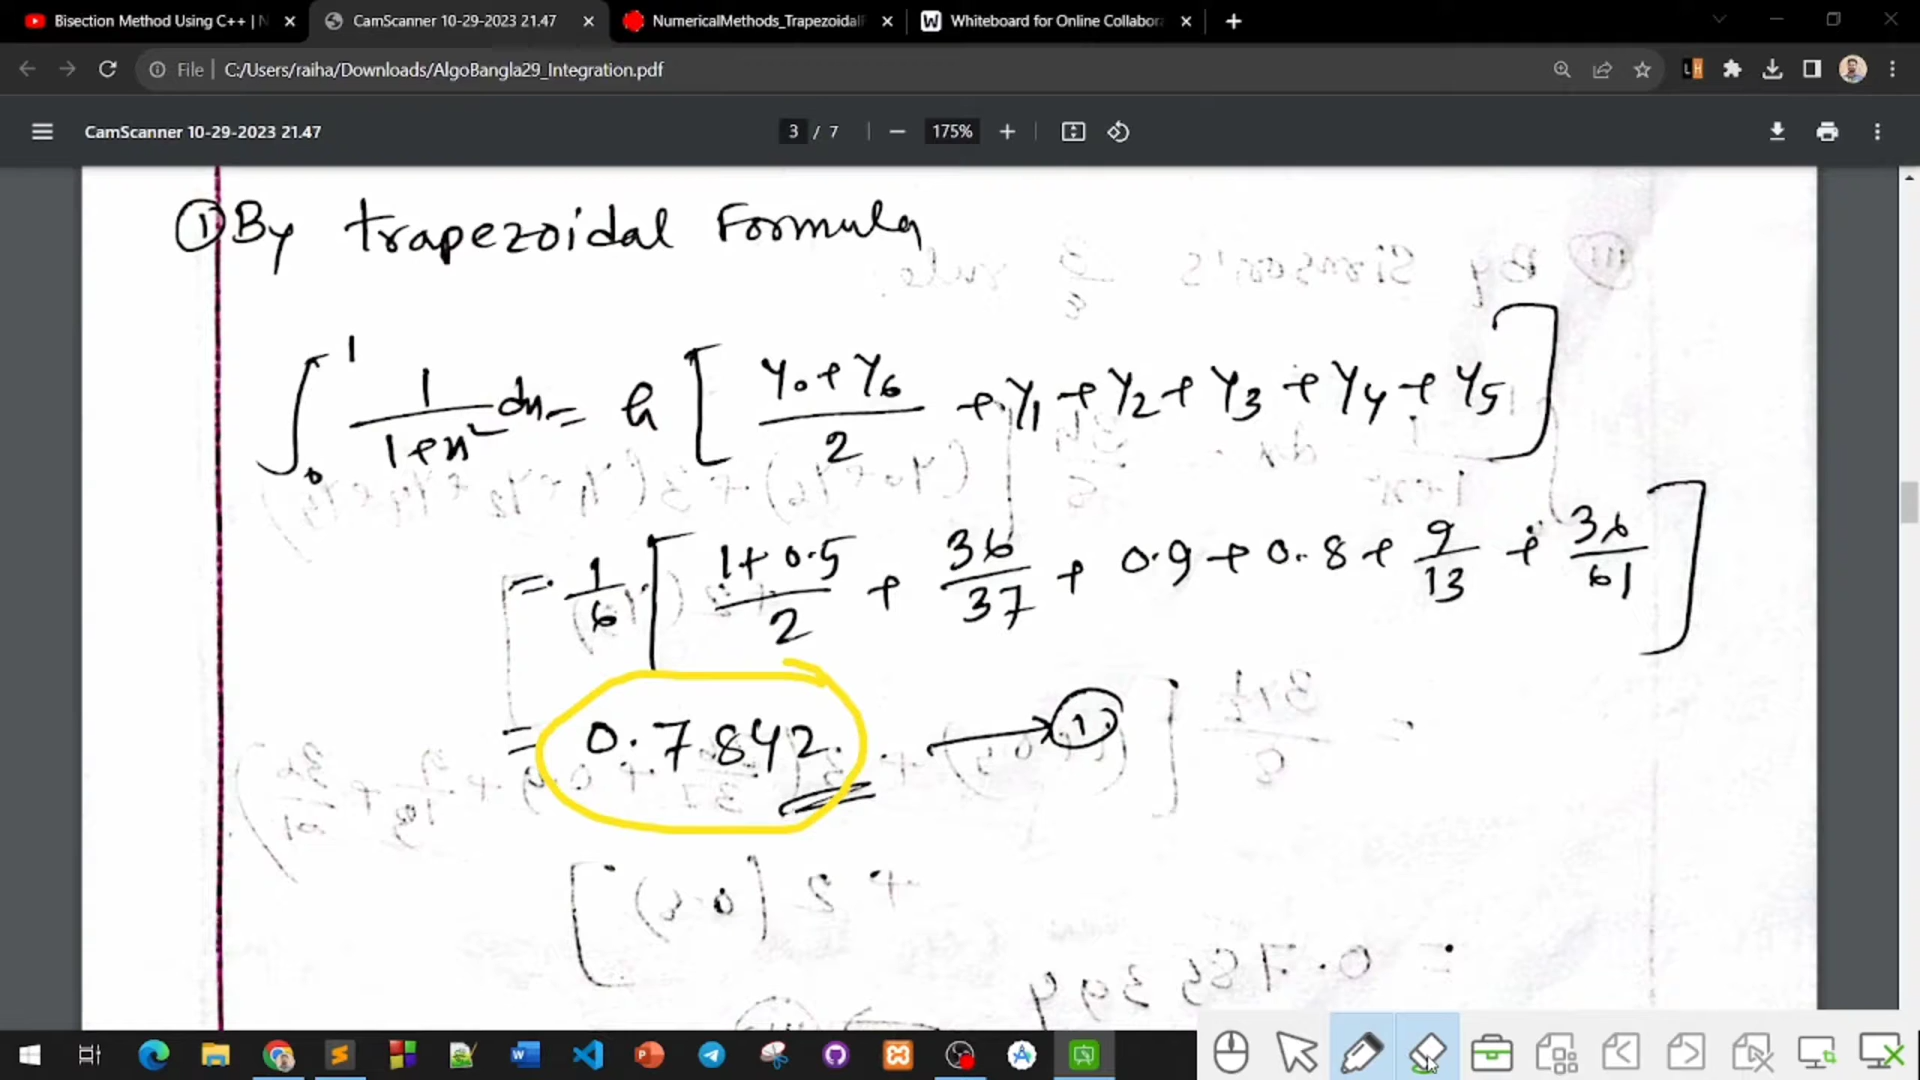 Bisection Method Using C++ | N
CamScanner 10-29-2023 21.47
NumericalMethods_Trapezoidal
Whiteboard for Online Collabor
File
C:/Users/raiha/Downloads/AlgoBangla29_Integration.pdf
CamScanner 10-29-2023 21.47
3 / 7
175%
① By trapezoidal Formula
∫₀¹ 1/(1+x²) dx = h [ (y₀+y₆)/2 + y₁ + y₂ + y₃ + y₄ + y₅ ]
= 1/6 [ (1+0.5)/2 + 36/37 + 0.9 + 0.8 + 9/13 + 36/61 ]
= 0.7842. → ①